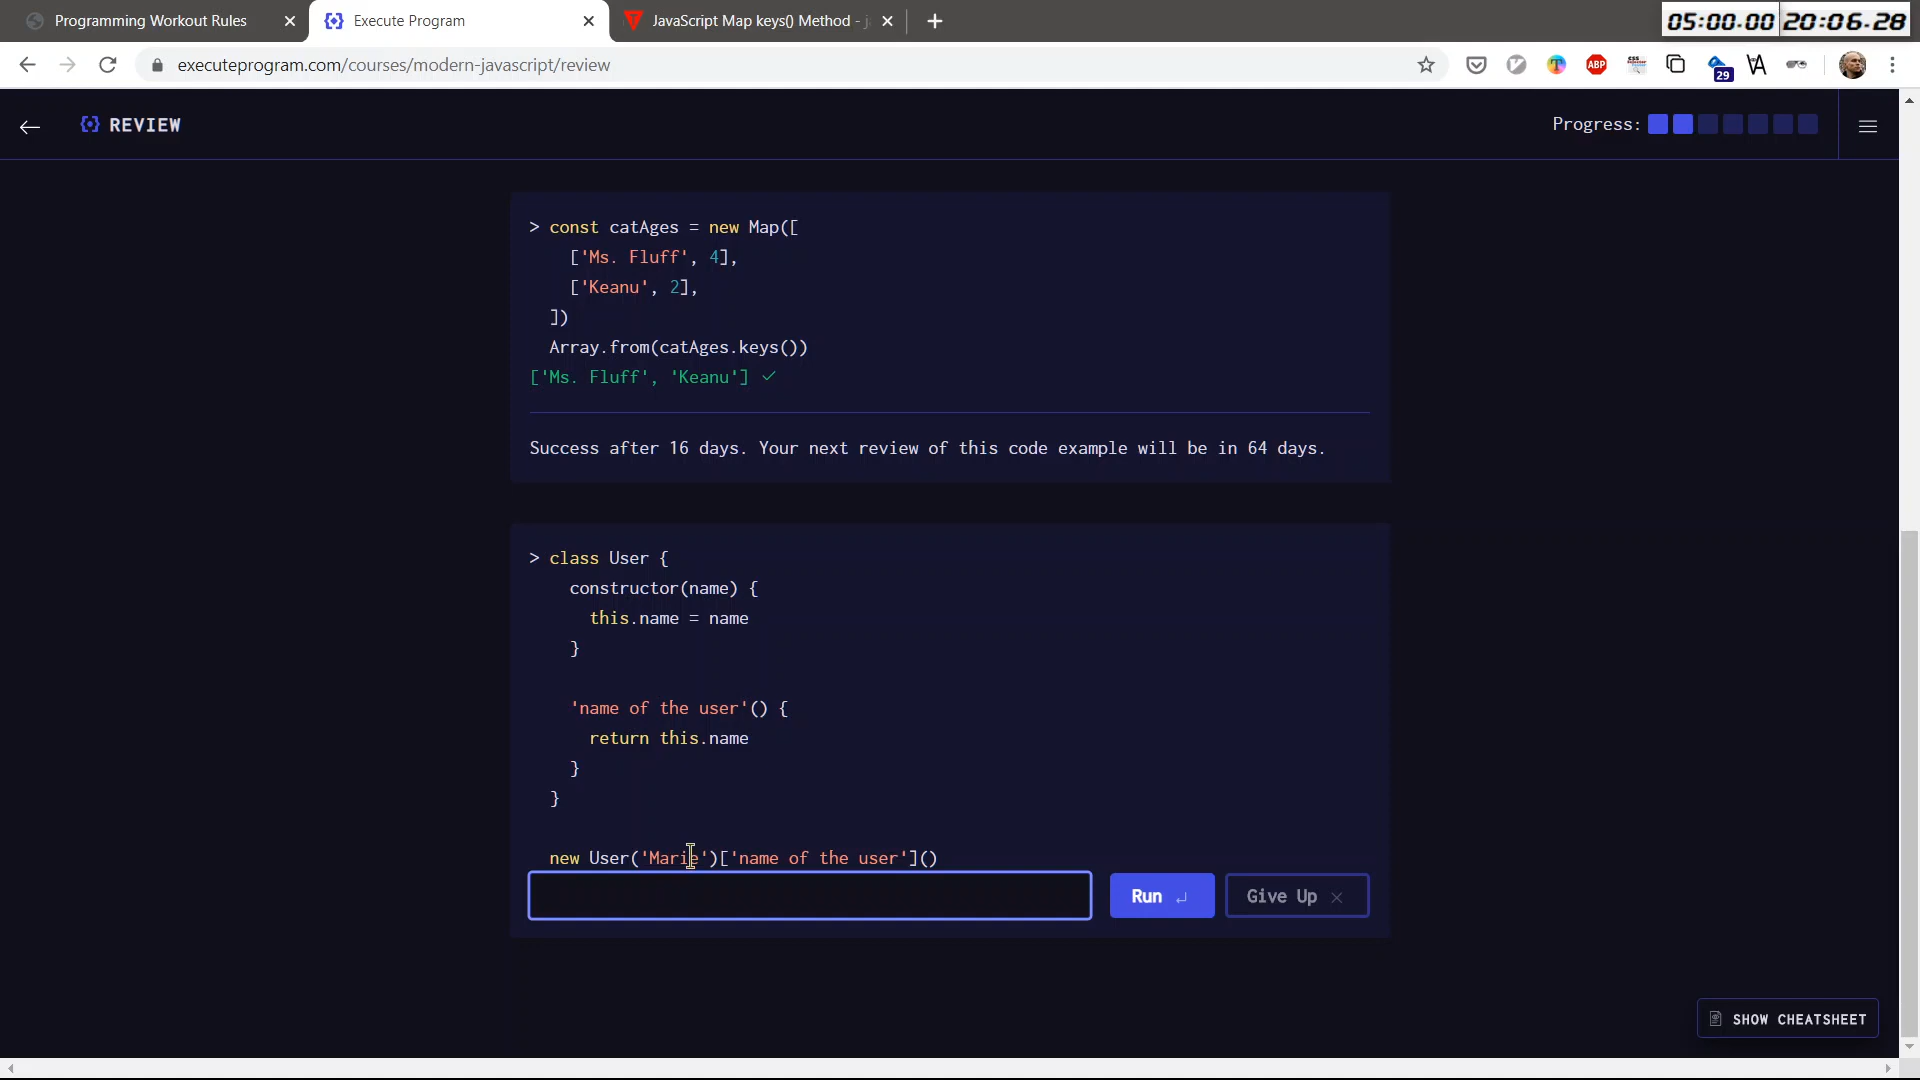 Programming Workout Rules
Execute Program
JavaScript Map keys() Method - j
05:00.00 20:06.28
executeprogram.com/courses/modern-javascript/review
ABP
CSS
29
REVIEW
Progress:
> const catAges = new Map([
['Ms. Fluff', 4],
['Keanu', 2],
])
Array.from(catAges.keys())
['Ms. Fluff', 'Keanu'] ✓
Success after 16 days. Your next review of this code example will be in 64 days.
> class User {
constructor(name) {
this.name = name
}
'name of the user'() {
return this.name
}
}
new User('Marie')['name of the user']()
Run ↵
Give Up ×
SHOW CHEATSHEET